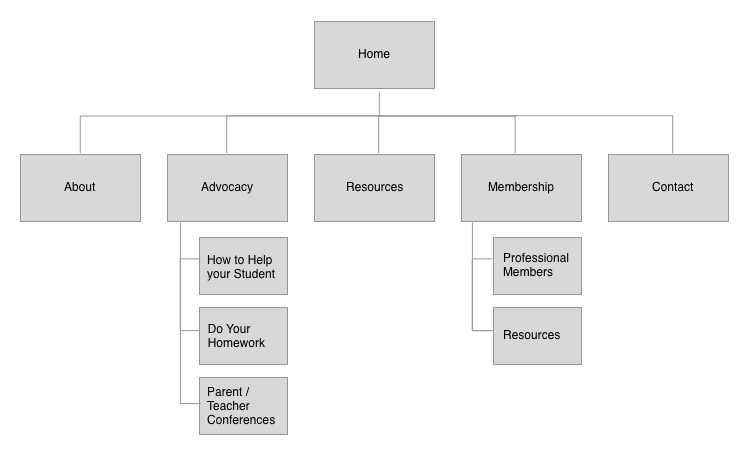 Home
About
Advocacy
Resources
Membership
Contact
How to Help
your Student
Do Your
Homework
Parent /
Teacher
Conferences
Professional
Members
Resources